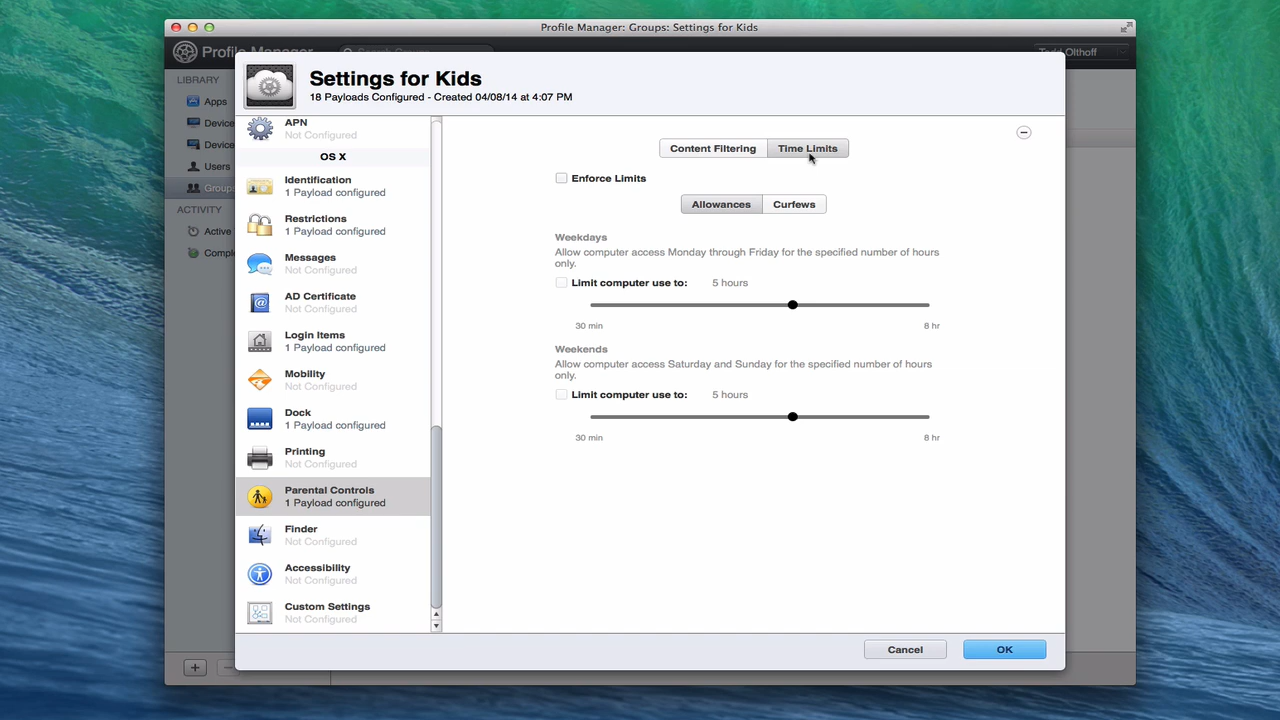 Profile Manager: Groups: Settings for Kids
Profile Manager
Search Groups
Todd Olthoff
LIBRARY
Apps
Device
Device
Users
Groups
ACTIVITY
Active
Comple
Settings for Kids
18 Payloads Configured - Created 04/08/14 at 4:07 PM
APN
Not Configured
OS X
Identification
1 Payload configured
Restrictions
1 Payload configured
Messages
Not Configured
AD Certificate
Not Configured
Login Items
1 Payload configured
Mobility
Not Configured
Dock
1 Payload configured
Printing
Not Configured
Parental Controls
1 Payload configured
Finder
Not Configured
Accessibility
Not Configured
Custom Settings
Not Configured
Content Filtering
Time Limits
Enforce Limits
Allowances
Curfews
Weekdays
Allow computer access Monday through Friday for the specified number of hours
only.
Limit computer use to: 5 hours
30 min 8 hr
Weekends
Allow computer access Saturday and Sunday for the specified number of hours
only.
Limit computer use to: 5 hours
30 min 8 hr
Cancel
OK